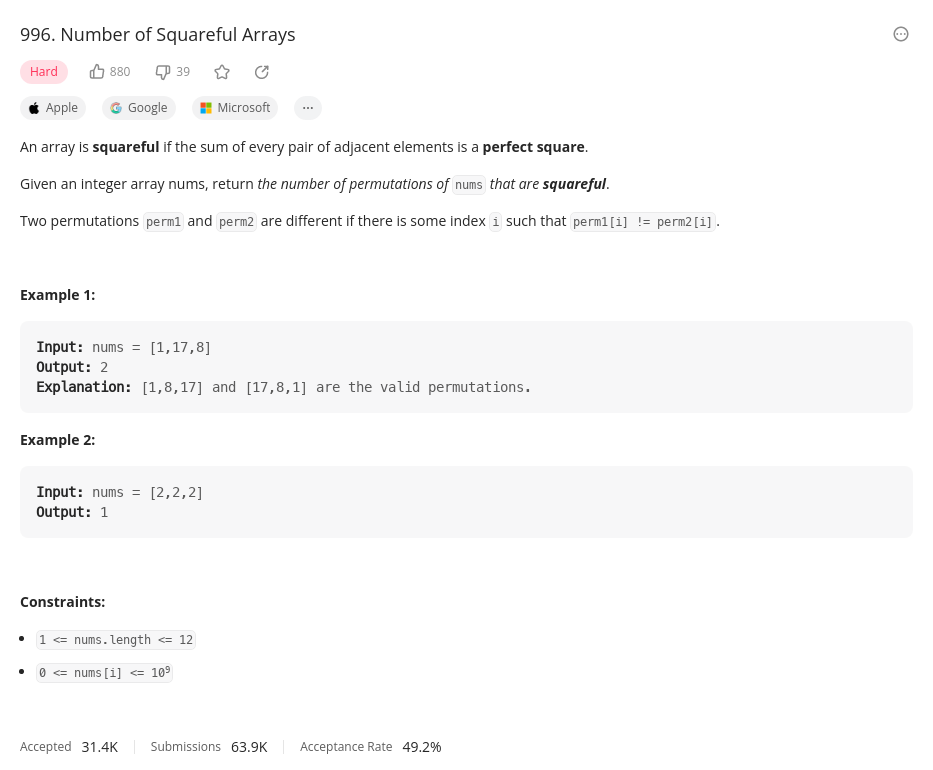 996. Number of Squareful Arrays
Hard 880 39
Apple Google Microsoft ...
An array is squareful if the sum of every pair of adjacent elements is a perfect square.
Given an integer array nums, return the number of permutations of nums that are squareful.
Two permutations perm1 and perm2 are different if there is some index i such that perm1[i] != perm2[i].
Example 1:
Input: nums = [1,17,8]
Output: 2
Explanation: [1,8,17] and [17,8,1] are the valid permutations.
Example 2:
Input: nums = [2,2,2]
Output: 1
Constraints:
• 1 <= nums.length <= 12
• 0 <= nums[i] <= 10⁹
Accepted 31.4K Submissions 63.9K Acceptance Rate 49.2%